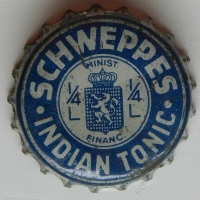 SCHWEPPES
MINIST.
1/4 L
1/4 L
FINANC.
INDIAN TONIC